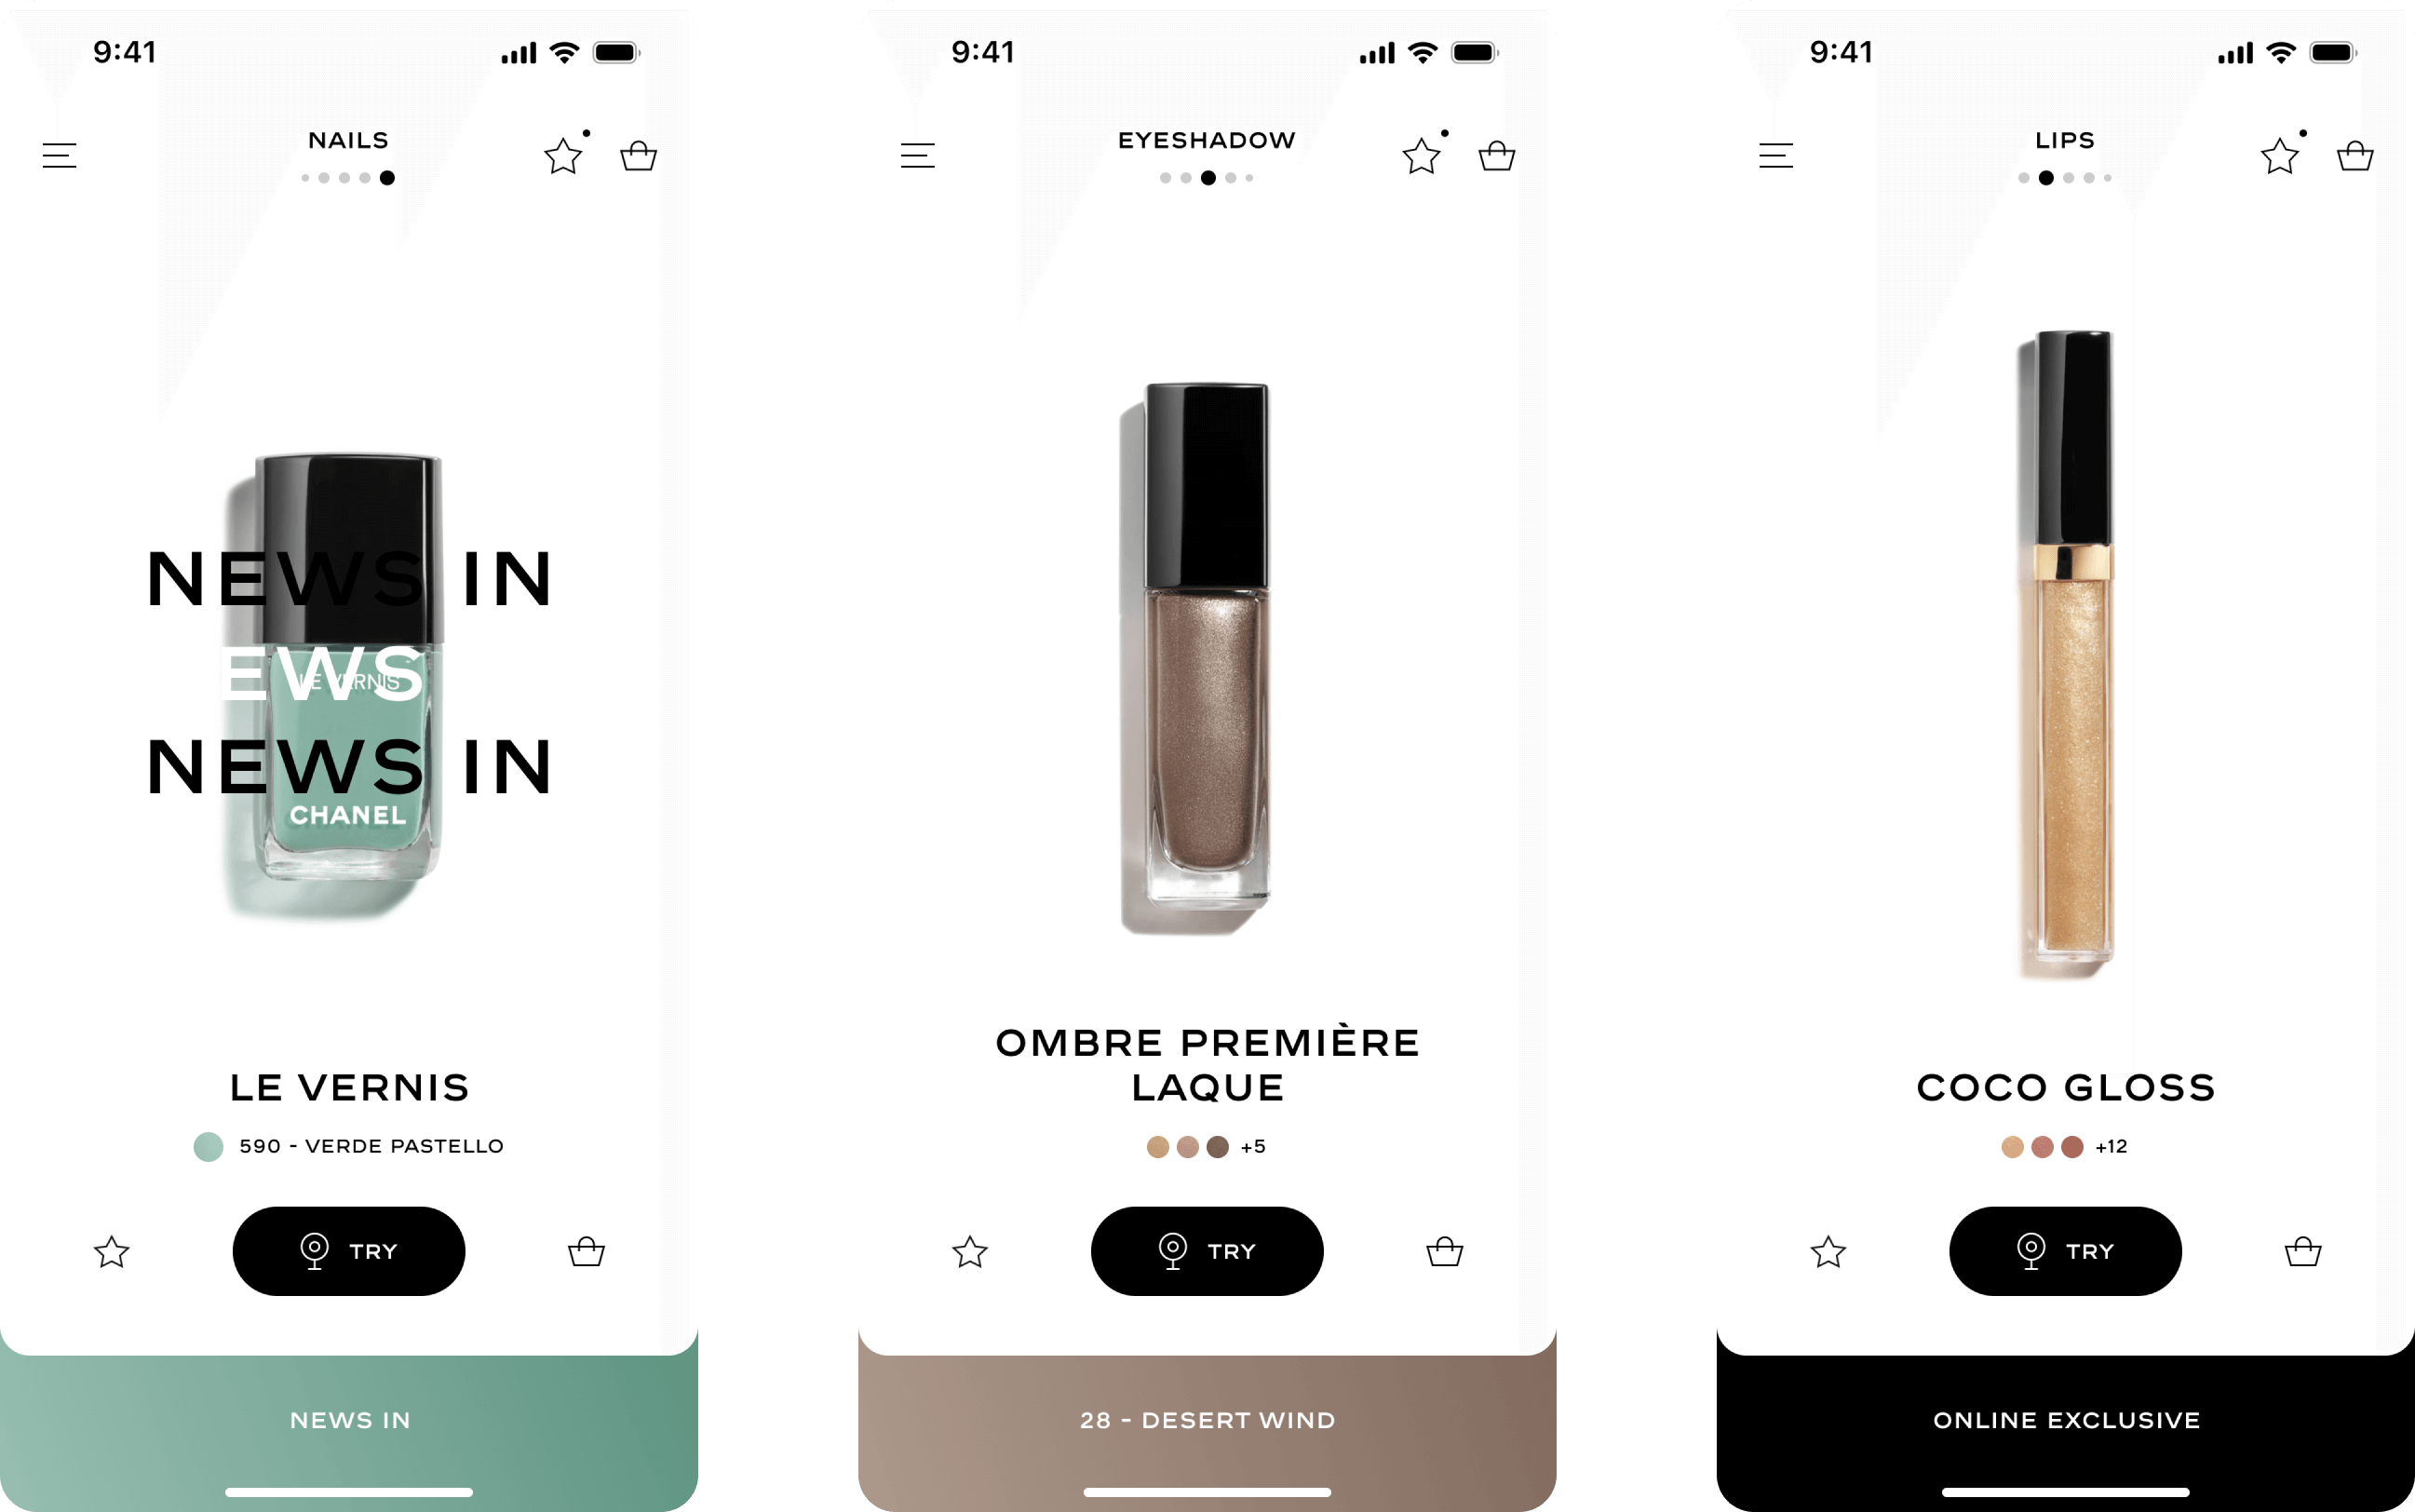 9:41
NAILS
NEWS IN
EWS
LE VERNIS
NEWS IN
CHANEL
LE VERNIS
590 - VERDE PASTELLO
TRY
NEWS IN
9:41
EYESHADOW
OMBRE PREMIÈRE
LAQUE
+5
TRY
28 - DESERT WIND
9:41
LIPS
COCO GLOSS
+12
TRY
ONLINE EXCLUSIVE